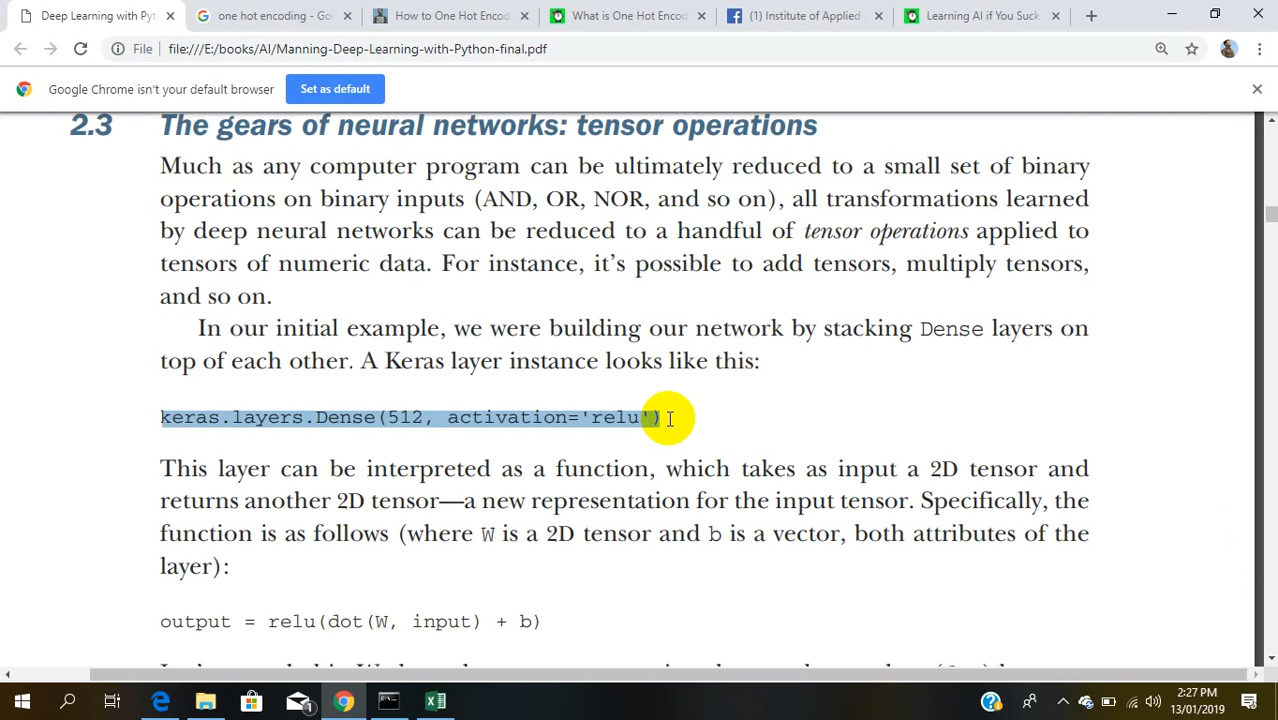 Deep Learning with Pyt
one hot encoding - Goo
How to One Hot Encod
What is One Hot Encod
(1) Institute of Applied
Learning AI if You Suck
File
file:///E:/books/AI/Manning-Deep-Learning-with-Python-final.pdf
Google Chrome isn't your default browser
Set as default
2.3 The gears of neural networks: tensor operations
Much as any computer program can be ultimately reduced to a small set of binary
operations on binary inputs (AND, OR, NOR, and so on), all transformations learned
by deep neural networks can be reduced to a handful of tensor operations applied to
tensors of numeric data. For instance, it's possible to add tensors, multiply tensors,
and so on.
In our initial example, we were building our network by stacking Dense layers on
top of each other. A Keras layer instance looks like this:
keras.layers.Dense(512, activation='relu')
This layer can be interpreted as a function, which takes as input a 2D tensor and
returns another 2D tensor—a new representation for the input tensor. Specifically, the
function is as follows (where W is a 2D tensor and b is a vector, both attributes of the
layer):
output = relu(dot(W, input) + b)
2:27 PM
13/01/2019